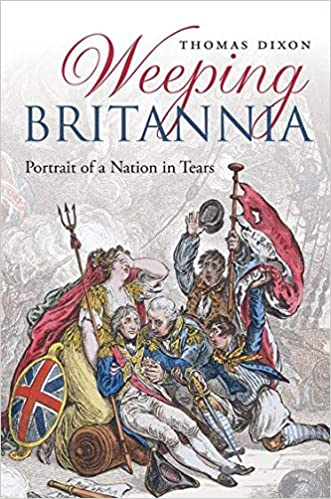 THOMAS DIXON
Weeping
BRITANNIA
Portrait of a Nation in Tears